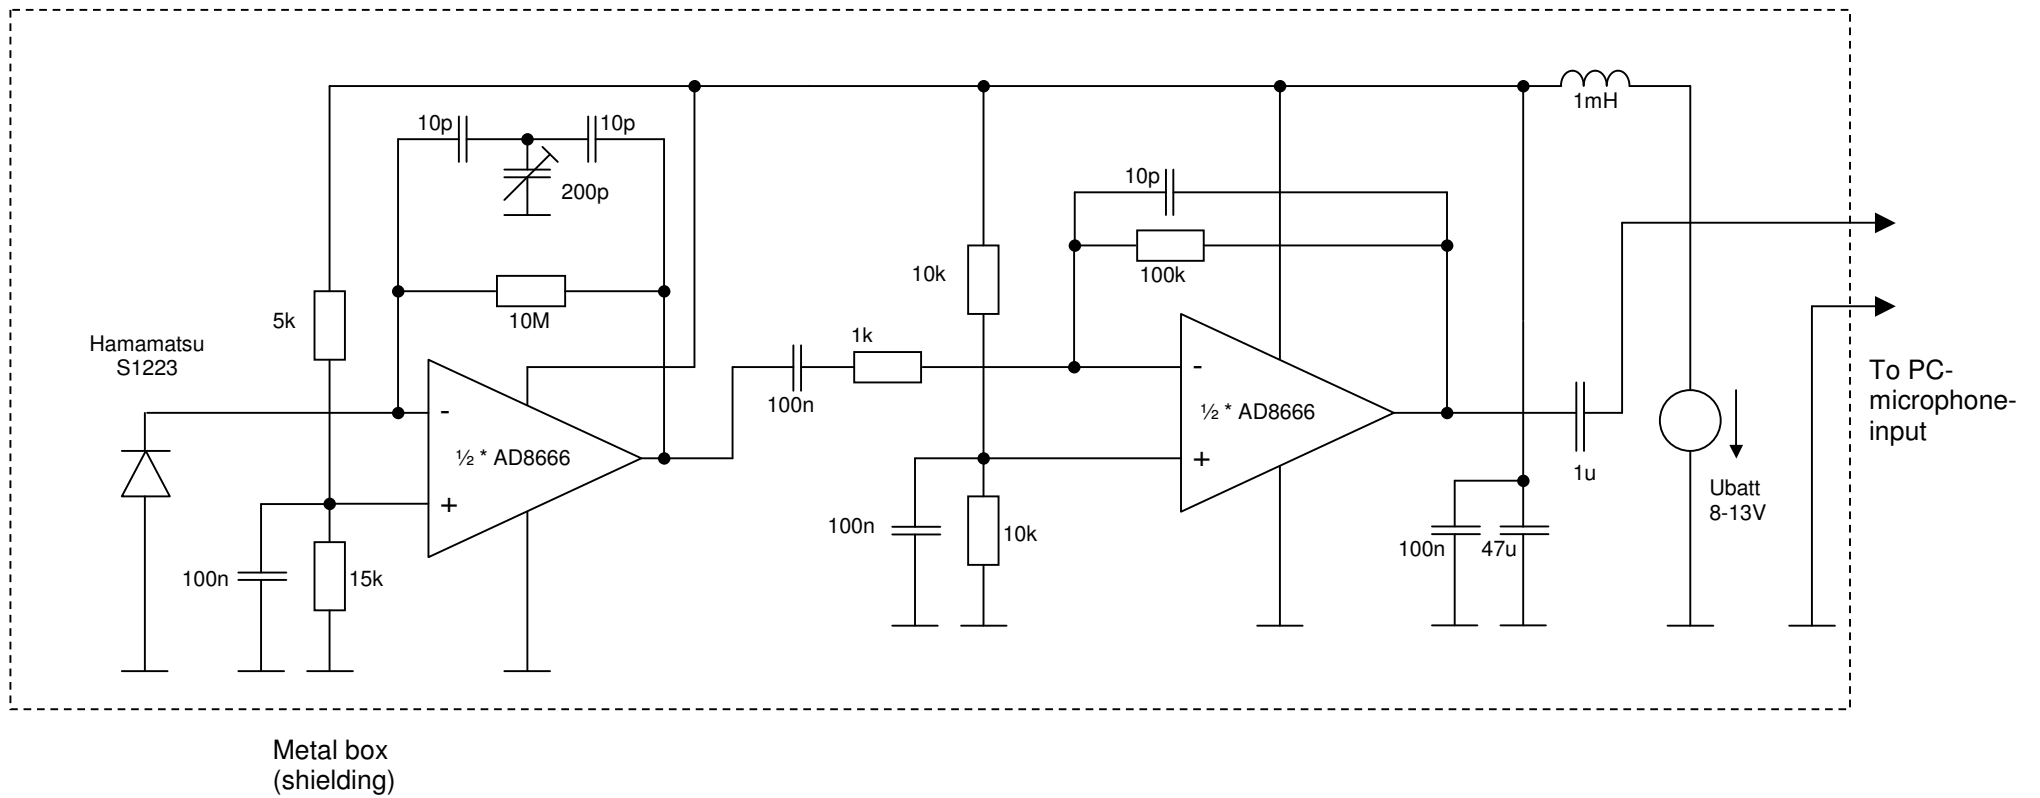 1mH
10p
10p
200p
10p
10k
100k
5k
10M
Hamamatsu
S1223
1k
100n
-
½ * AD8666
+
-
½ * AD8666
+
To PC-
microphone-
input
1u
Ubatt
8-13V
100n
10k
100n
47u
100n
15k
Metal box
(shielding)